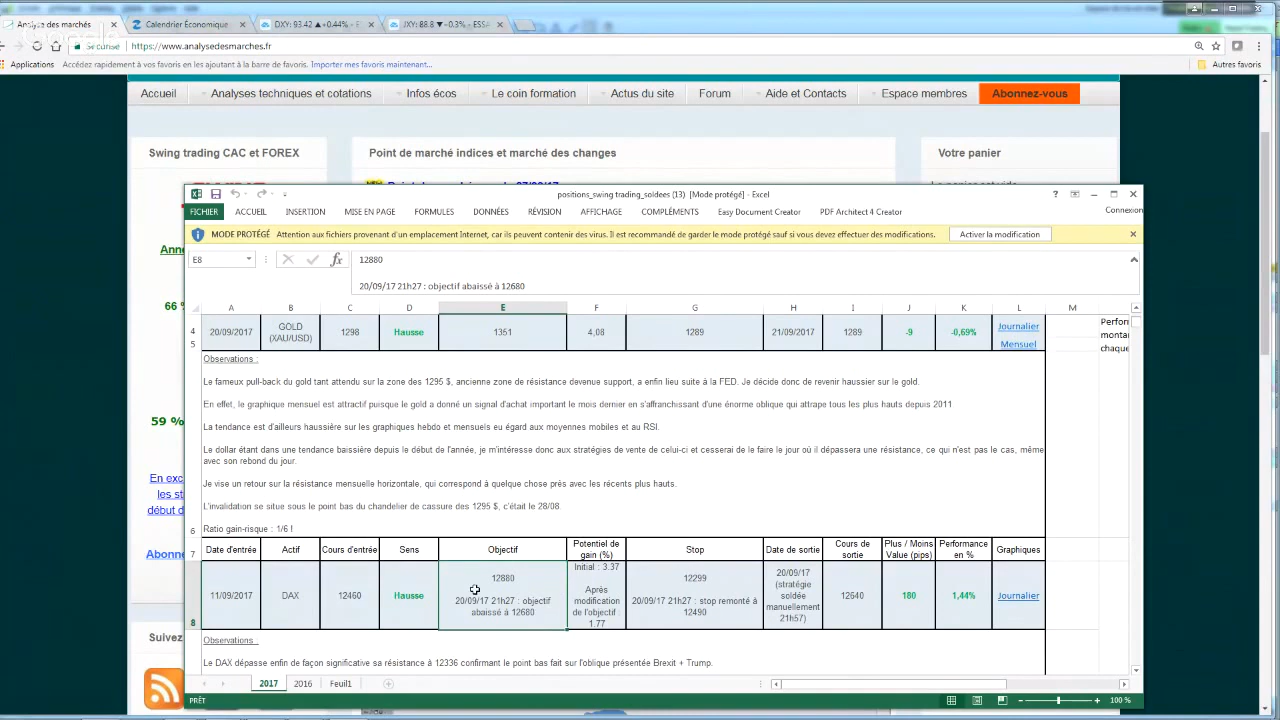 Analyse des marchés
Calendrier Économique
DXY: 93.42 ▲+0.44% - E
JXY: 88.8 ▼+0.3% - ESSA
Sécurisé
https://www.analysedesmarches.fr
Applications
Accédez rapidement à vos favoris en les ajoutant à la barre de favoris.
Importer mes favoris maintenant...
Autres favoris
Accueil
Analyses techniques et cotations
Infos écos
Le coin formation
Actus du site
Forum
Aide et Contacts
Espace membres
Abonnez-vous
Swing trading CAC et FOREX
Point de marché indices et marché des changes
Votre panier
positions_swing trading_soldees (13) [Mode protégé] - Excel
FICHIER
ACCUEIL
INSERTION
MISE EN PAGE
FORMULES
DONNÉES
RÉVISION
AFFICHAGE
COMPLÉMENTS
Easy Document Creator
PDF Architect 4 Creator
Connexion
MODE PROTÉGÉ
Attention aux fichiers provenant d'un emplacement Internet, car ils peuvent contenir des virus. Il est recommandé de garder le mode protégé sauf si vous devez effectuer des modifications.
Activer la modification
E8
fx
12880
20/09/17 21h27 : objectif abaissé à 12680
A B C D E F G H I J K L M
4
20/09/2017
GOLD
(XAU/USD)
1298
Hausse
1351
4,08
1289
21/09/2017
1289
-9
-0,69%
Journalier
Mensuel
5
Perform
montar
chaque
Observations :
Le fameux pull-back du gold tant attendu sur la zone des 1295 $, ancienne zone de résistance devenue support, a enfin lieu suite à la FED. Je décide donc de revenir haussier sur le gold.
En effet, le graphique mensuel est attractif puisque le gold a donné un signal d'achat important le mois dernier en s'affranchissant d'une énorme oblique qui attrape tous les plus hauts depuis 2011
La tendance est d'ailleurs haussière sur les graphiques hebdo et mensuels eu égard aux moyennes mobiles et au RSI.
Le dollar étant dans une tendance baissière depuis le début de l'année, je m'intéresse donc aux stratégies de vente de celui-ci et cesserai de le faire le jour où il dépassera une résistance, ce qui n'est pas le cas, même
avec son rebond du jour.
Je vise un retour sur la résistance mensuelle horizontale, qui correspond à quelque chose près avec les récents plus hauts.
L'invalidation se situe sous le point bas du chandelier de cassure des 1295 $, c'était le 28/08.
6
Ratio gain-risque : 1/6 !
7
Date d'entrée
Actif
Cours d'entrée
Sens
Objectif
Potentiel de
gain (%)
Stop
Date de sortie
Cours de
sortie
Plus / Moins
Value (pips)
Performance
en %
Graphiques
8
11/09/2017
DAX
12460
Hausse
12880
20/09/17 21h27 : objectif
abaissé à 12680
Initial : 3.37
Après
modification
de l'objectif :
1.77
12299
20/09/17 21h27 : stop remonté à
12490
20/09/17
(stratégie
soldée
manuellement
21h57)
12640
180
1,44%
Journalier
Observations :
Le DAX dépasse enfin de façon significative sa résistance à 12336 confirmant le point bas fait sur l'oblique présentée Brexit + Trump.
2017
2016
Feuil1
PRÊT
100 %
Anné
66 %
59 %
En exc
les st
début d
Abonne
Suivez